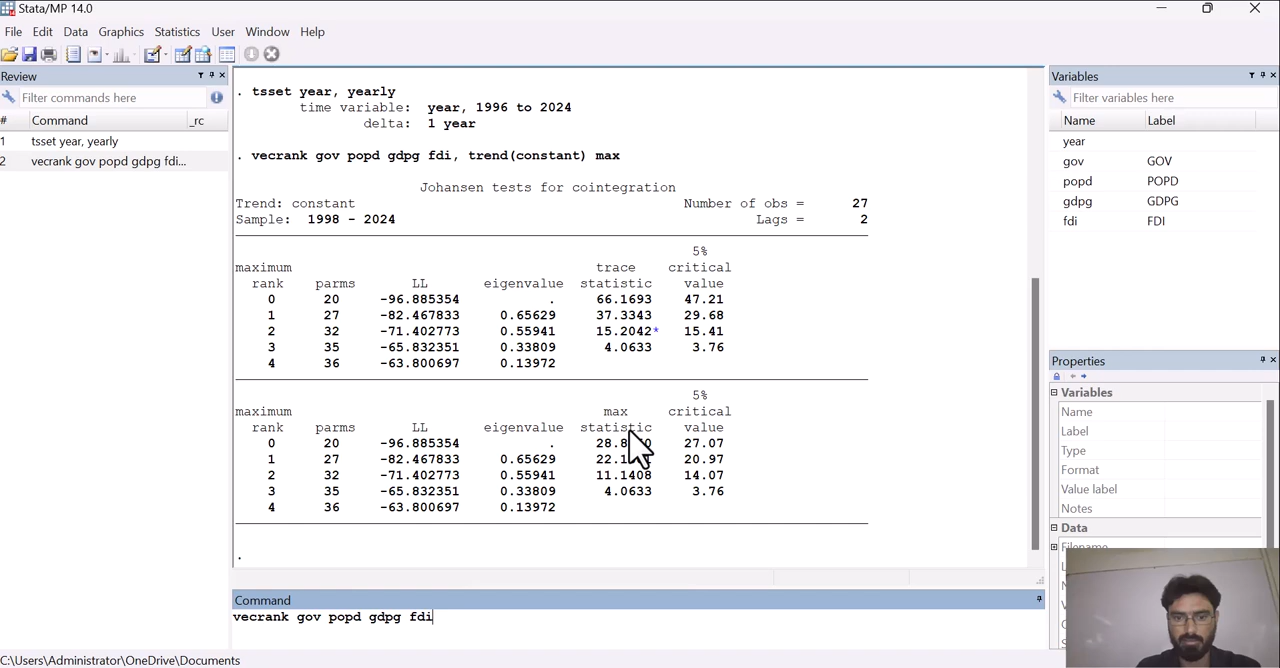 Stata/MP 14.0
File Edit Data Graphics Statistics User Window Help
Review
Filter commands here
# Command _rc
1 tsset year, yearly
2 vecrank gov popd gdpg fdi...
. tsset year, yearly
time variable: year, 1996 to 2024
delta: 1 year
. vecrank gov popd gdpg fdi, trend(constant) max
Johansen tests for cointegration
Trend: constant Number of obs = 27
Sample: 1998 - 2024 Lags = 2
5%
maximum trace critical
rank parms LL eigenvalue statistic value
0 20 -96.885354 . 66.1693 47.21
1 27 -82.467833 0.65629 37.3343 29.68
2 32 -71.402773 0.55941 15.2042* 15.41
3 35 -65.832351 0.33809 4.0633 3.76
4 36 -63.800697 0.13972
5%
maximum max critical
rank parms LL eigenvalue statistic value
0 20 -96.885354 . 27.07
1 27 -82.467833 0.65629 20.97
2 32 -71.402773 0.55941 11.1408 14.07
3 35 -65.832351 0.33809 4.0633 3.76
4 36 -63.800697 0.13972
.
Command
vecrank gov popd gdpg fdi
Variables
Filter variables here
Name Label
year
gov GOV
popd POPD
gdpg GDPG
fdi FDI
Properties
Variables
Name
Label
Type
Format
Value label
Notes
Data
C:\Users\Administrator\OneDrive\Documents